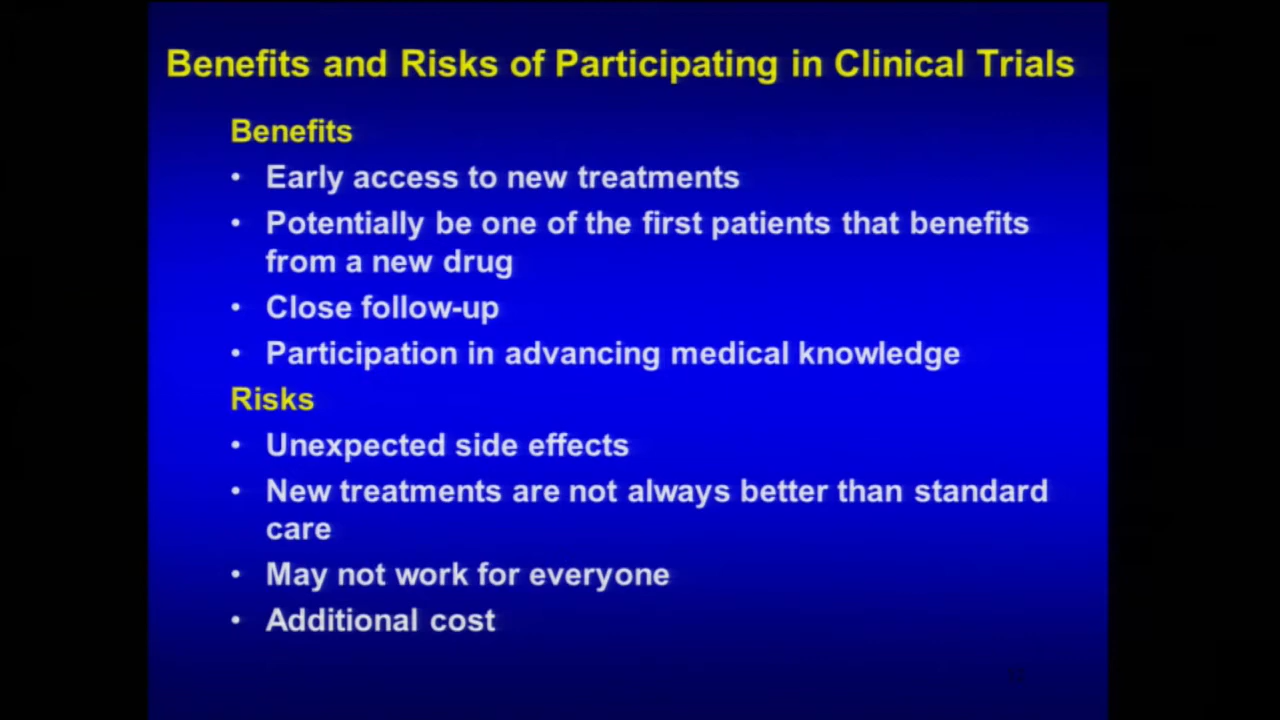 Benefits and Risks of Participating in Clinical Trials
Benefits
• Early access to new treatments
• Potentially be one of the first patients that benefits
from a new drug
• Close follow-up
• Participation in advancing medical knowledge
Risks
• Unexpected side effects
• New treatments are not always better than standard
care
• May not work for everyone
• Additional cost